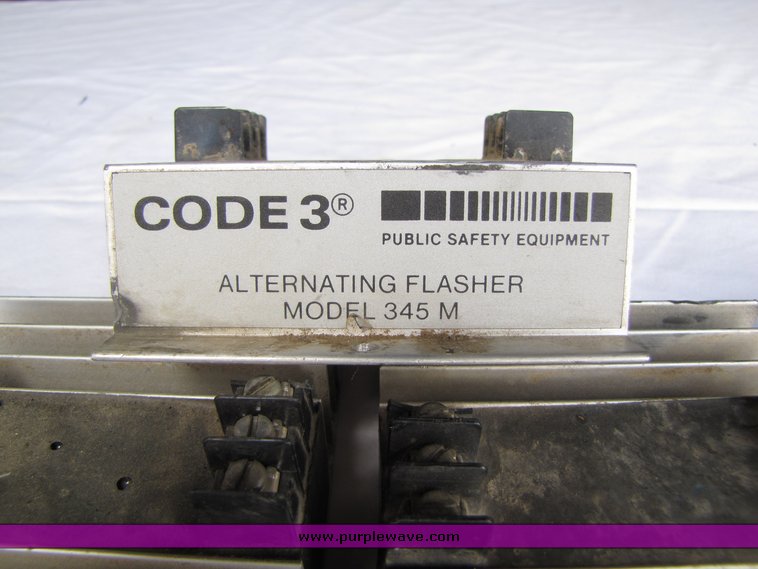 CODE 3®
PUBLIC SAFETY EQUIPMENT
ALTERNATING FLASHER
MODEL 345 M
www.purplewave.com